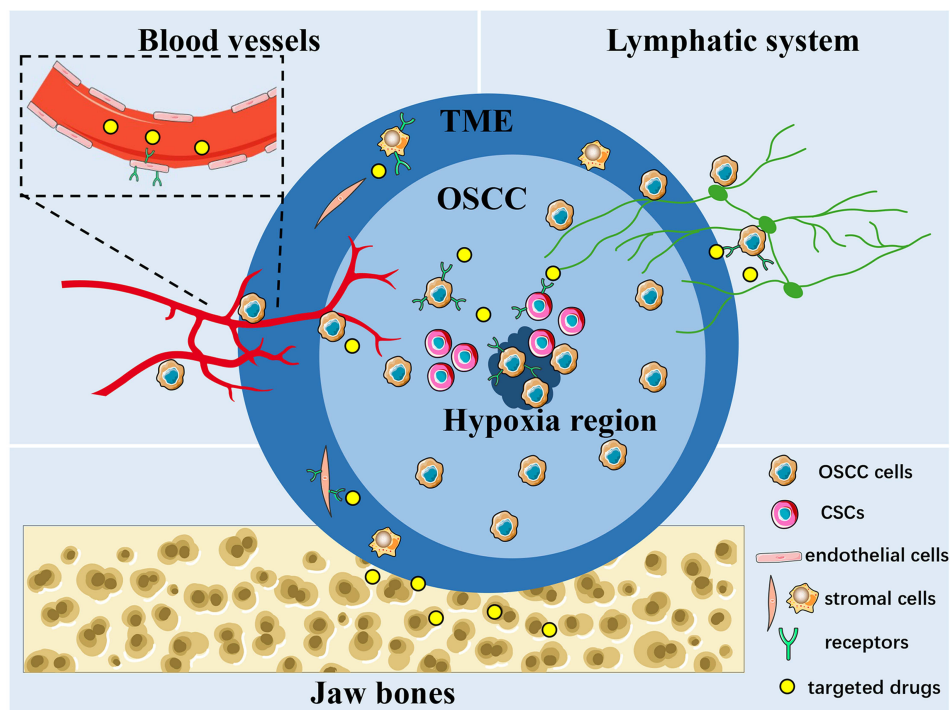 Blood vessels
Lymphatic system
TME
OSCC
Hypoxia region
OSCC cells
CSCs
endothelial cells
stromal cells
receptors
targeted drugs
Jaw bones